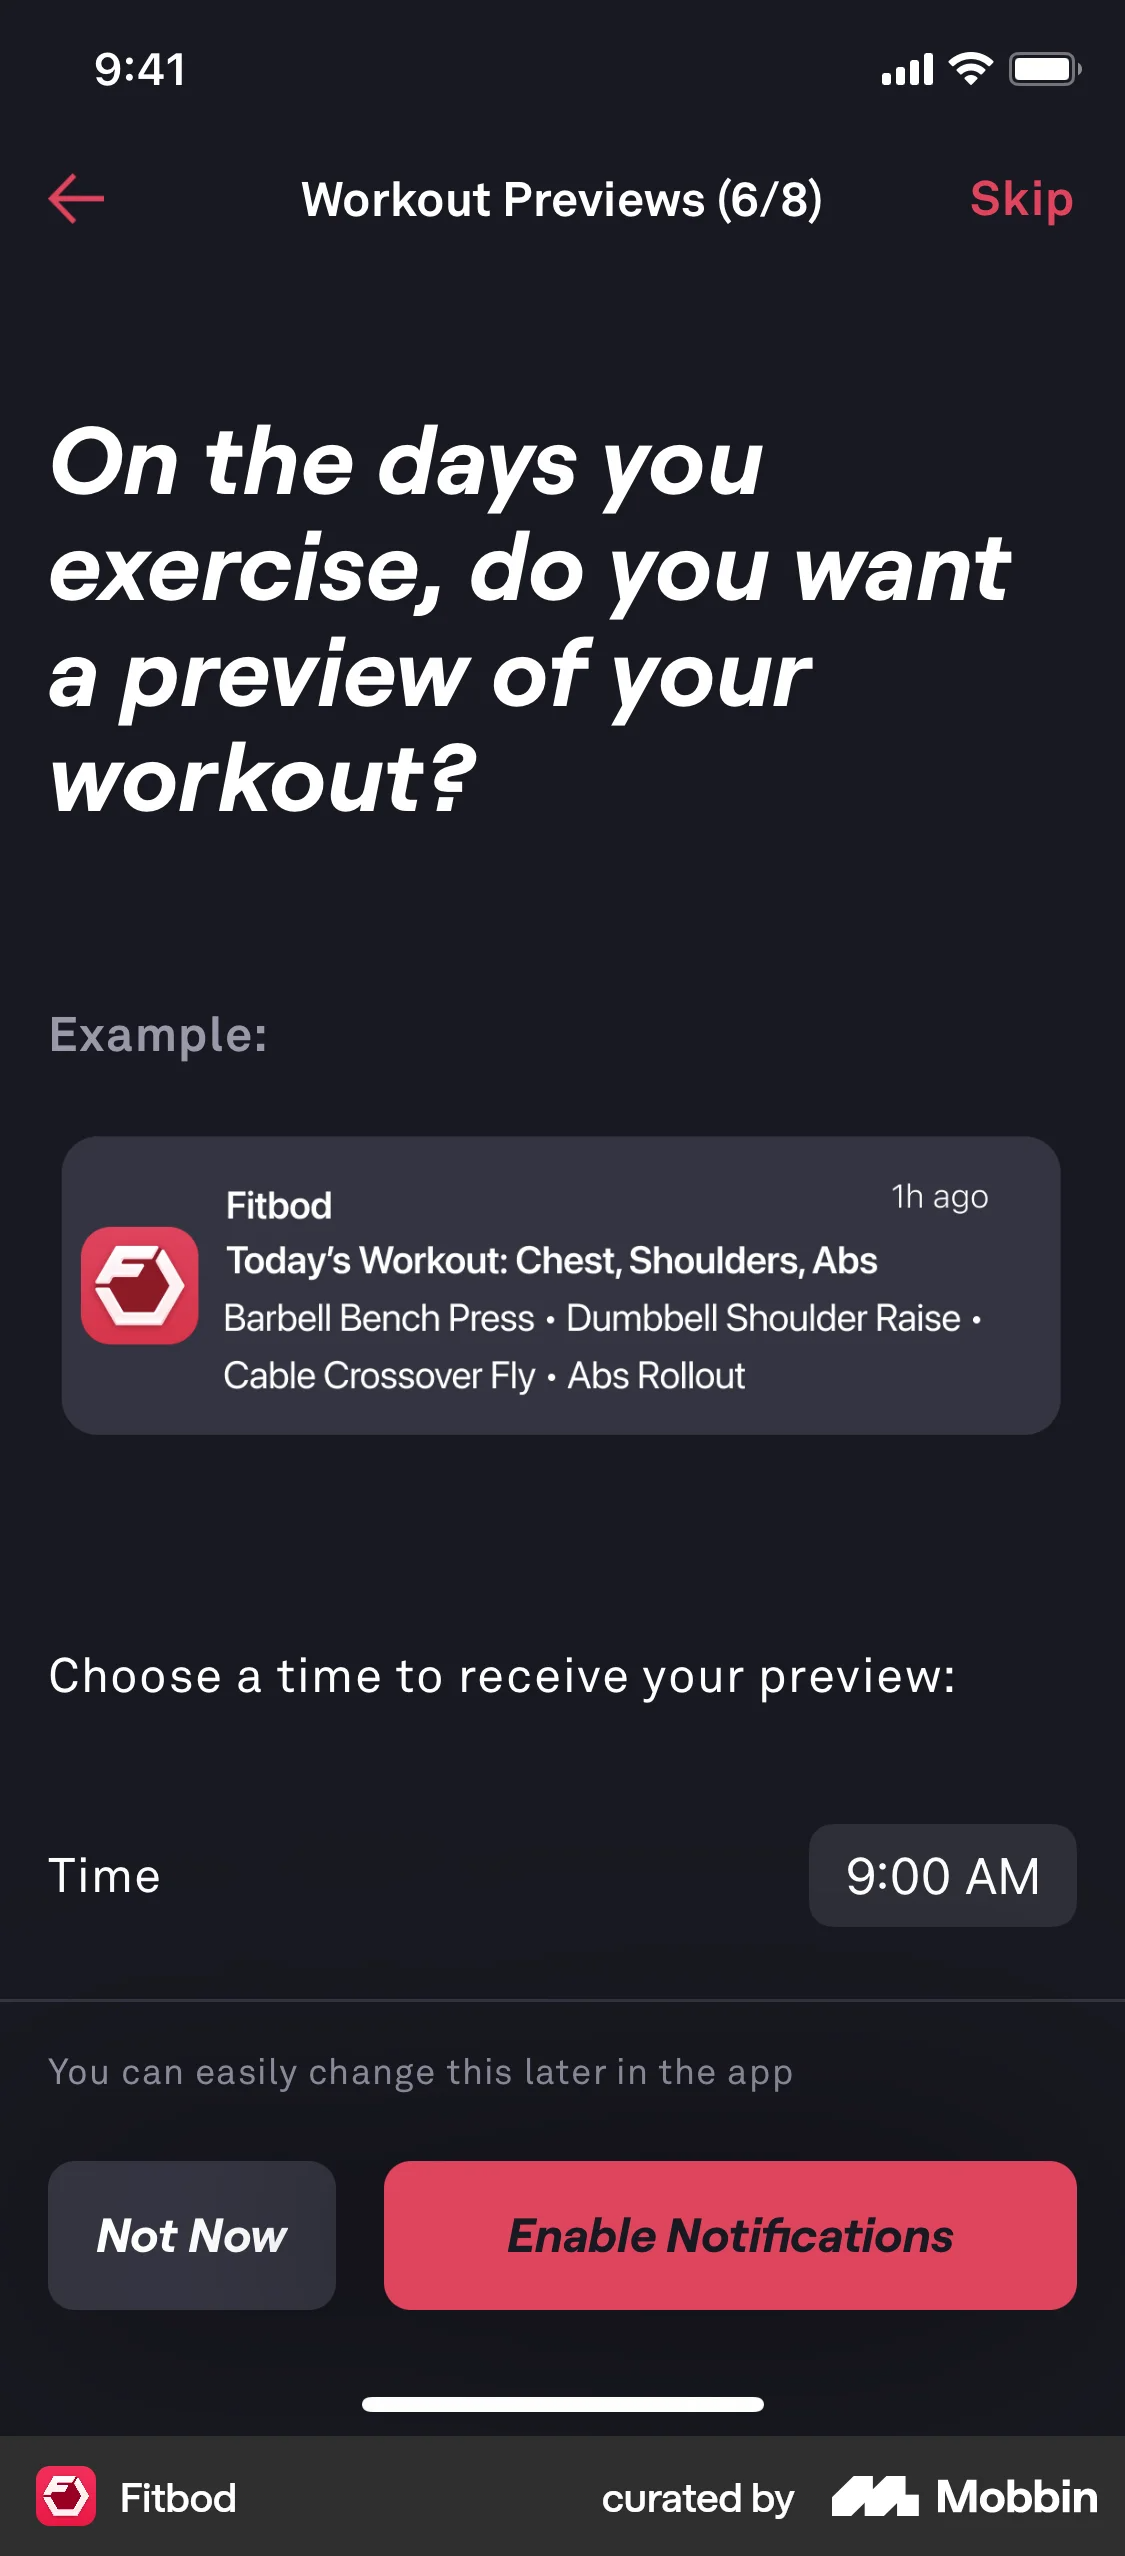 9:41
Workout Previews (6/8)
Skip
On the days you
exercise, do you want
a preview of your
workout?
Example:
Fitbod
1h ago
Today’s Workout: Chest, Shoulders, Abs
Barbell Bench Press • Dumbbell Shoulder Raise •
Cable Crossover Fly • Abs Rollout
Choose a time to receive your preview:
Time
9:00 AM
You can easily change this later in the app
Not Now
Enable Notifications
Fitbod
curated by
Mobbin